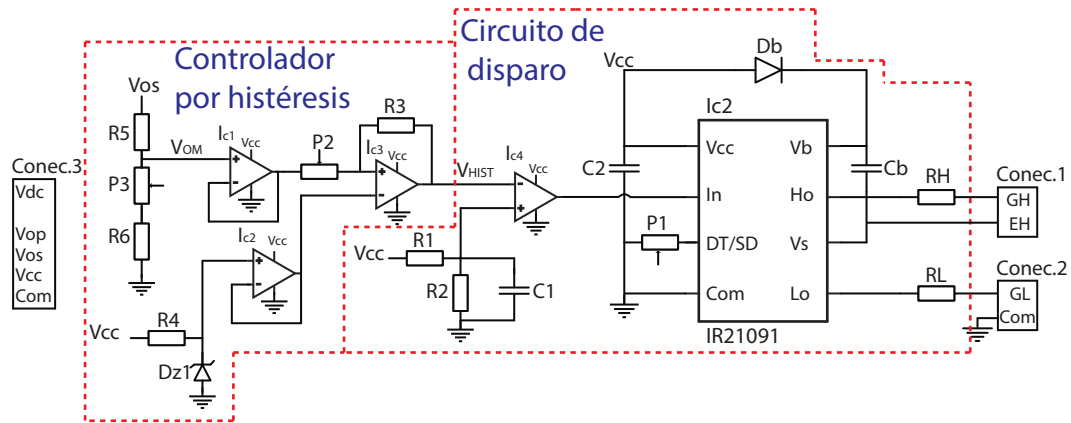 Controlador
por histéresis
Circuito de
disparo
Vos
R5
VOM
P3
R6
Conec.3
Vdc
Vop
Vos
Vcc
Com
Ic1
Vcc
P2
R3
Ic3
Vcc
Ic2
Vcc
Vcc
R4
Dz1
VHIST
Ic4
Vcc
Vcc
R1
R2
C1
Vcc
Db
C2
P1
Ic2
Vcc
In
DT/SD
Com
Vb
Ho
Vs
Lo
IR21091
Cb
RH
RL
Conec.1
GH
EH
Conec.2
GL
Com